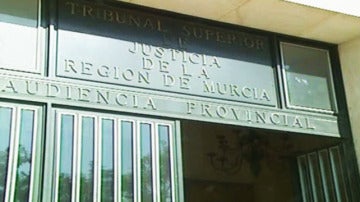 TRIBUNAL SUPERIOR
DE
JUSTICIA
DE LA
REGION DE MURCIA
AUDIENCIA PROVINCIAL